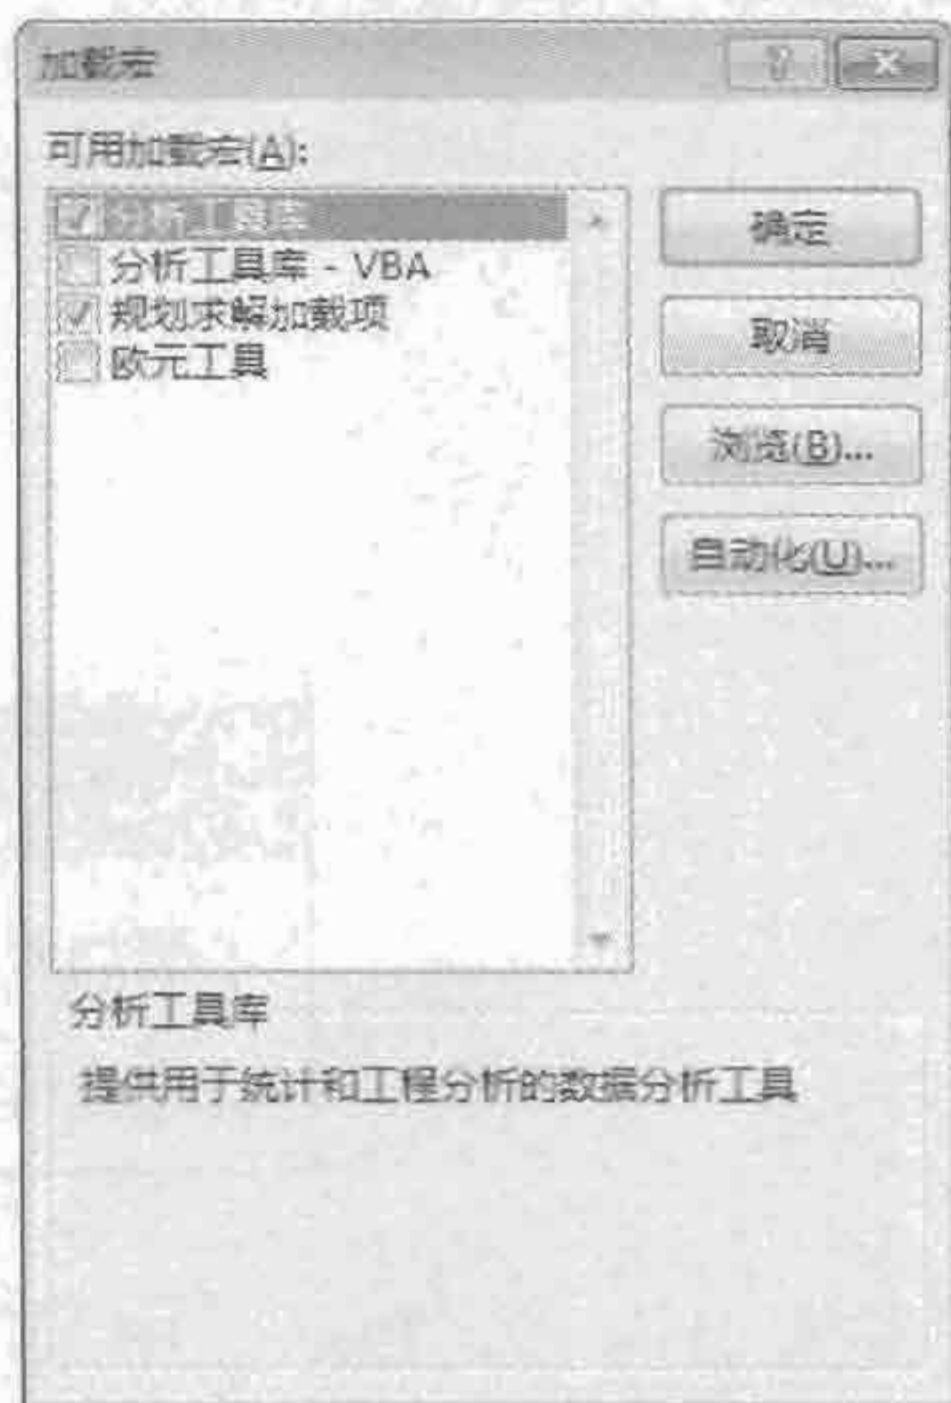 加载宏
可用加载宏(A):
分析工具库
分析工具库 - VBA
规划求解加载项
欧元工具
确定
取消
浏览(B)...
自动化(U)...
分析工具库
提供用于统计和工程分析的数据分析工具